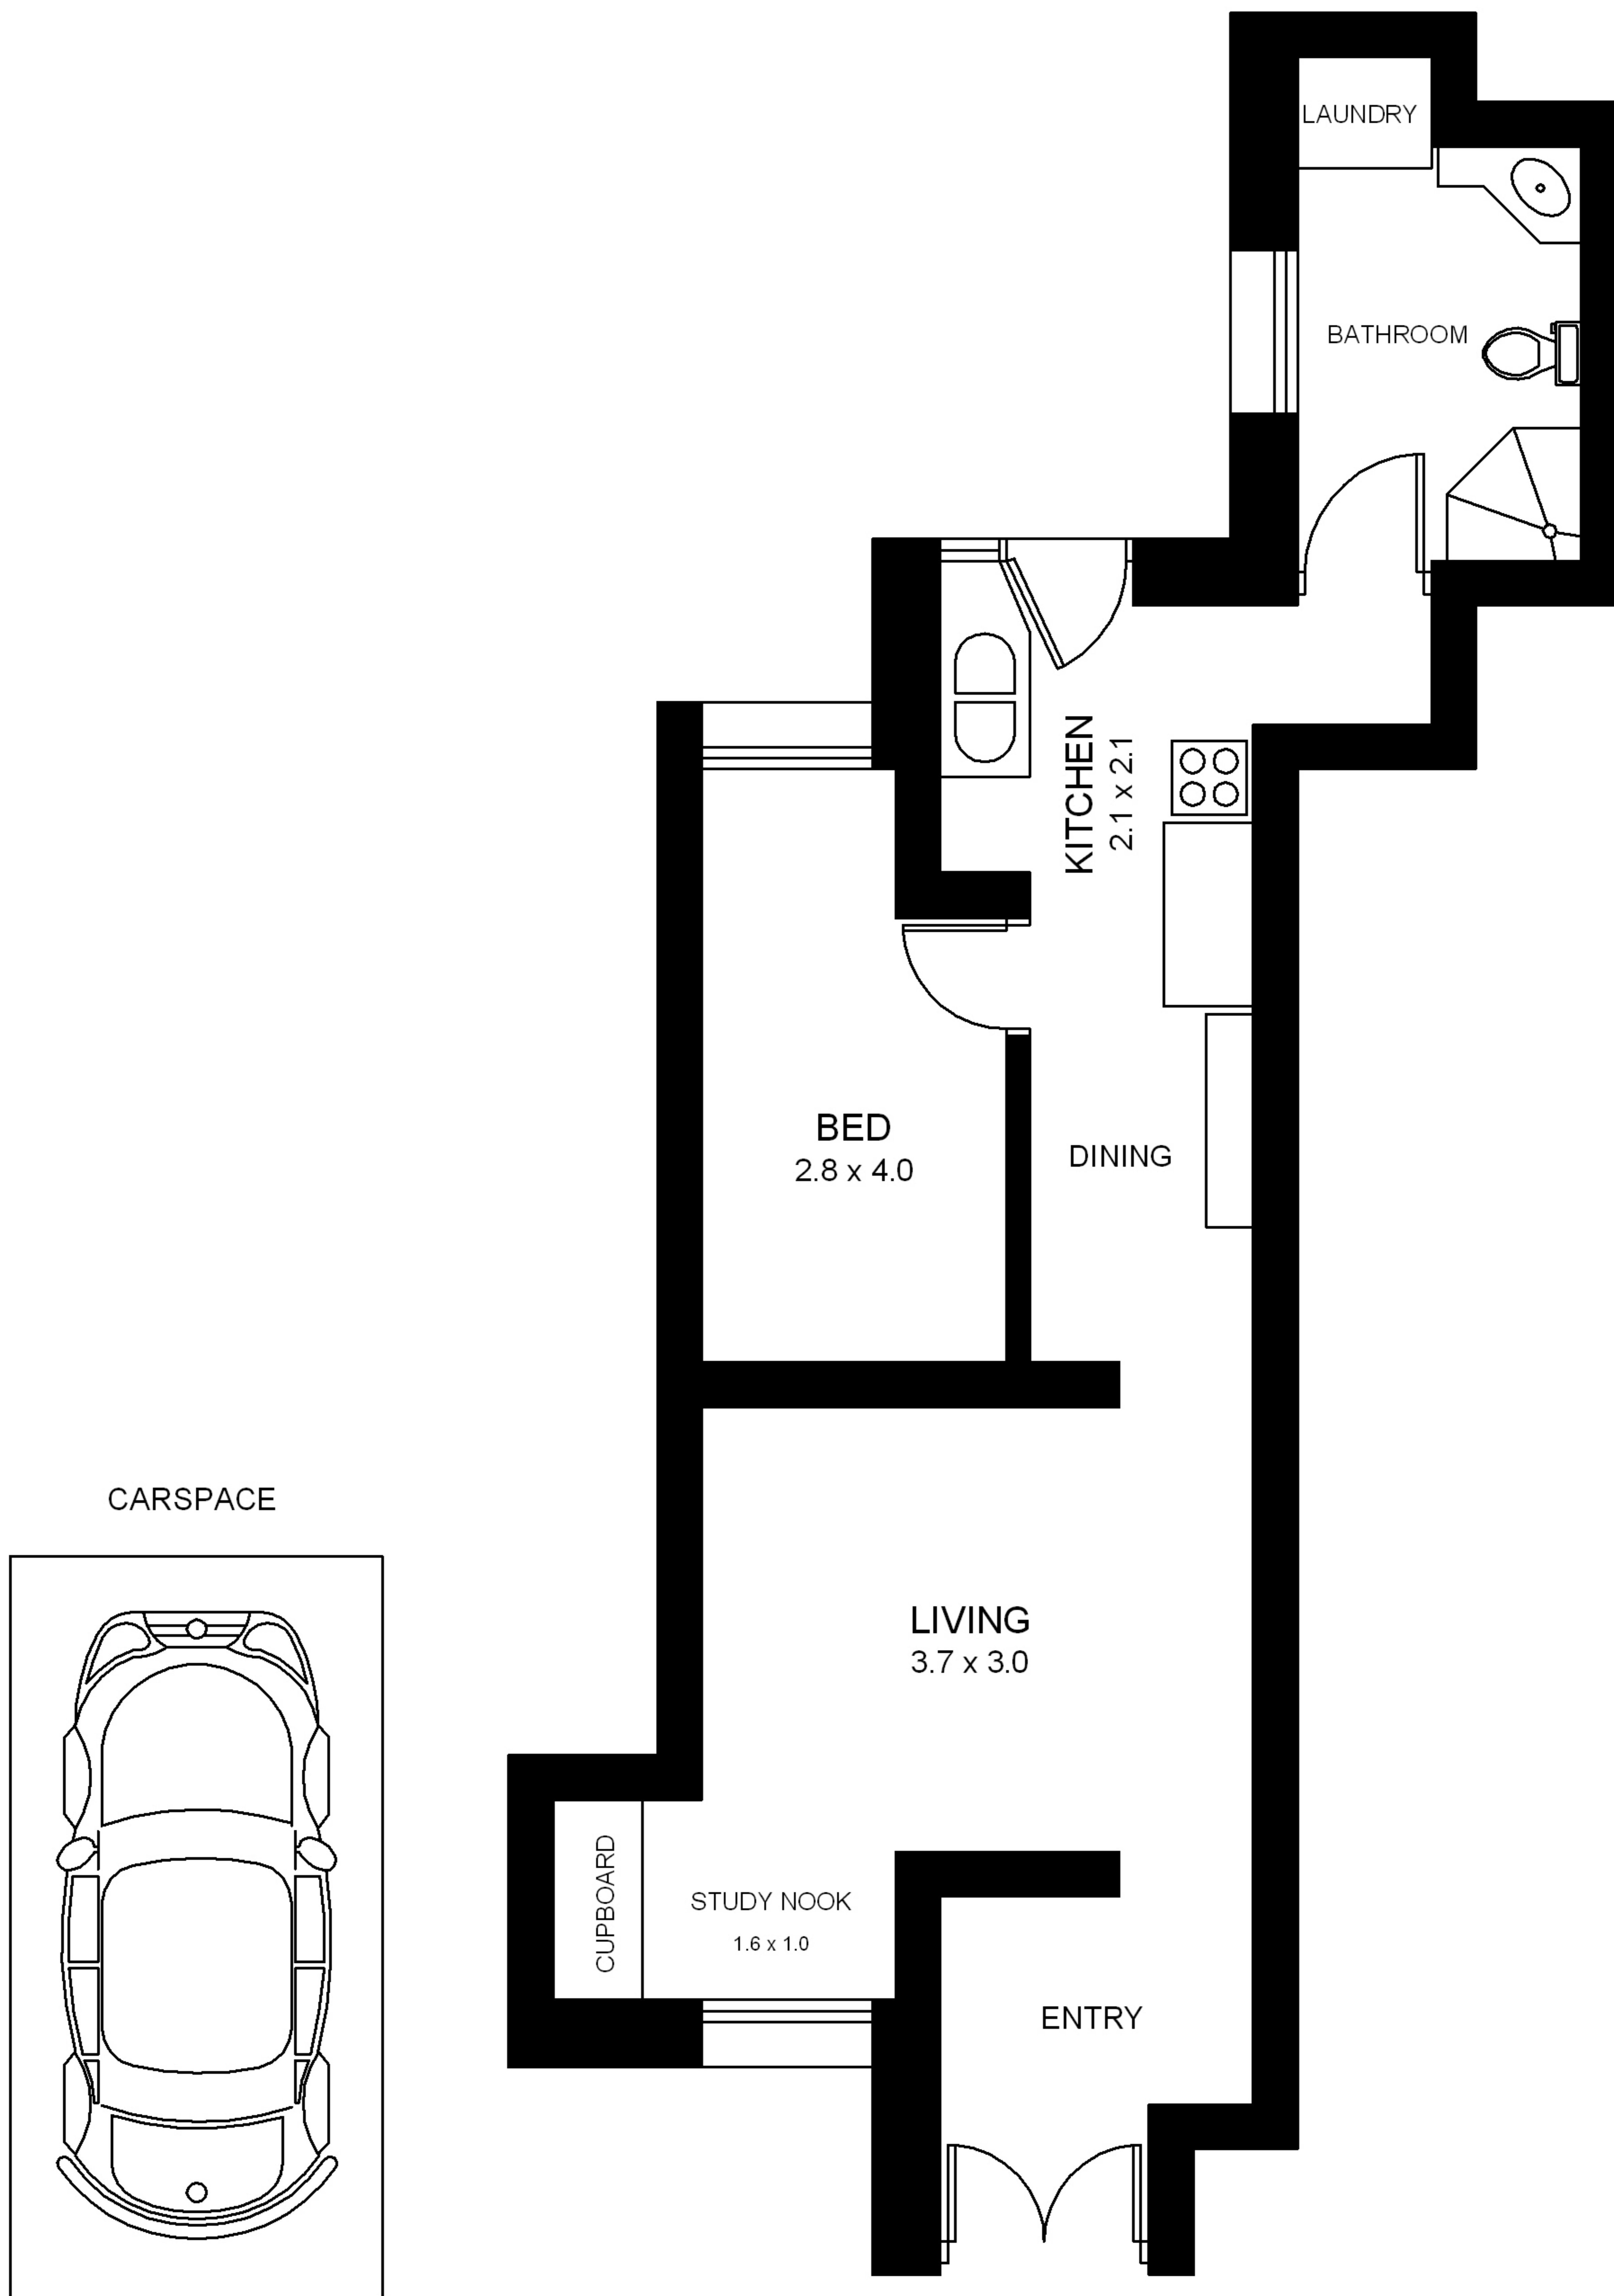 LAUNDRY
BATHROOM
KITCHEN
2.1 x 2.1
BED
2.8 x 4.0
DINING
CARSPACE
LIVING
3.7 x 3.0
CUPBOARD
STUDY NOOK
1.6 x 1.0
ENTRY